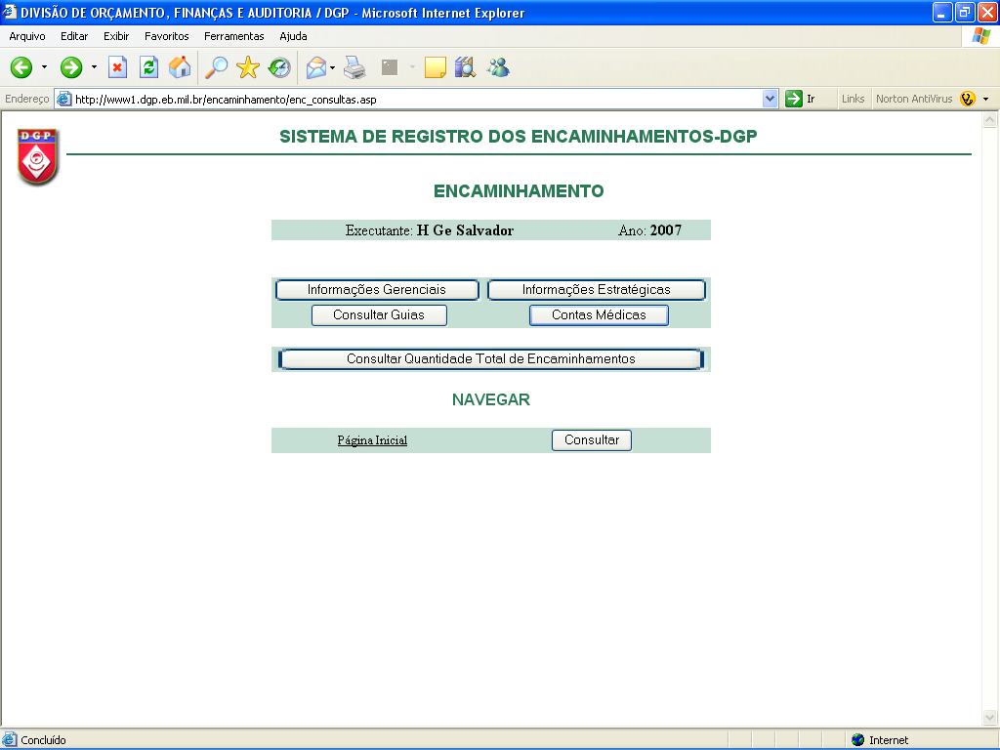 DIVISÃO DE ORÇAMENTO, FINANÇAS E AUDITORIA / DGP - Microsoft Internet Explorer
Arquivo Editar Exibir Favoritos Ferramentas Ajuda
Endereço http://www1.dgp.eb.mil.br/encaminhamento/enc_consultas.asp Ir Links Norton AntiVirus
DGP
SISTEMA DE REGISTRO DOS ENCAMINHAMENTOS-DGP
ENCAMINHAMENTO
Executante: H Ge Salvador Ano: 2007
Informações Gerenciais Informações Estratégicas
Consultar Guias Contas Médicas
Consultar Quantidade Total de Encaminhamentos
NAVEGAR
Página Inicial Consultar
Concluído Internet